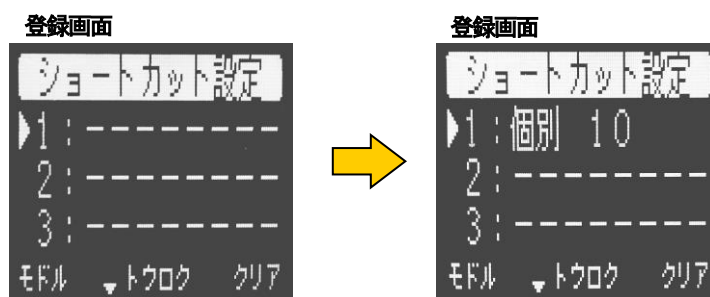 登録画面
ショートカット設定
▶1:--------
2:--------
3:--------
モドル ▼トウロク クリア
登録画面
ショートカット設定
▶1:個別 10
2:--------
3:--------
モドル ▼トウロク クリア